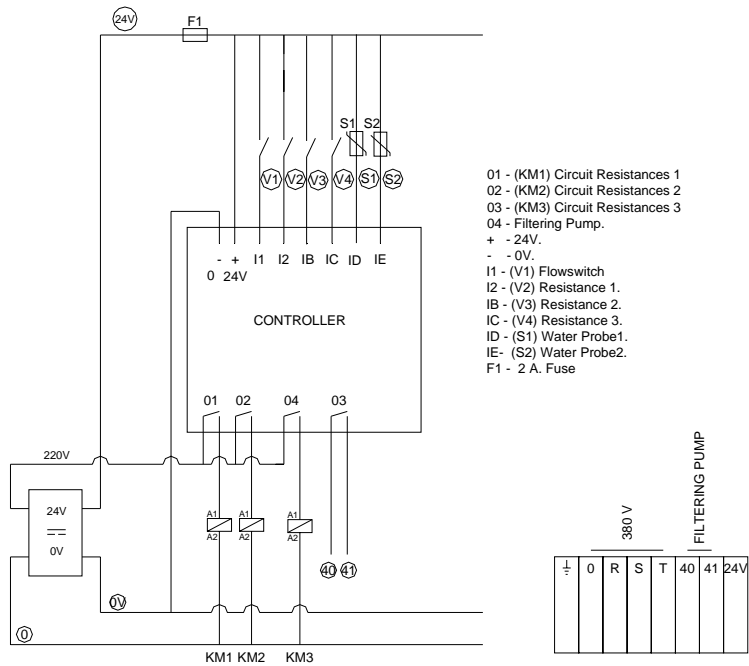 24V
F1
S1 S2
V1 V2 V3 V4 S1 S2
- + I1 I2 IB IC ID IE
0 24V
CONTROLLER
01 02 04 03
220V
24V
0V
A1 A1 A1
A2 A2 A2
40 41
0V
0
KM1 KM2 KM3
01 - (KM1) Circuit Resistances 1
02 - (KM2) Circuit Resistances 2
03 - (KM3) Circuit Resistances 3
04 - Filtering Pump.
+ - 24V.
- - 0V.
I1 - (V1) Flowswitch
I2 - (V2) Resistance 1.
IB - (V3) Resistance 2.
IC - (V4) Resistance 3.
ID - (S1) Water Probe1.
IE- (S2) Water Probe2.
F1 - 2 A. Fuse
380 V
FILTERING PUMP
0 R S T 40 41 24V